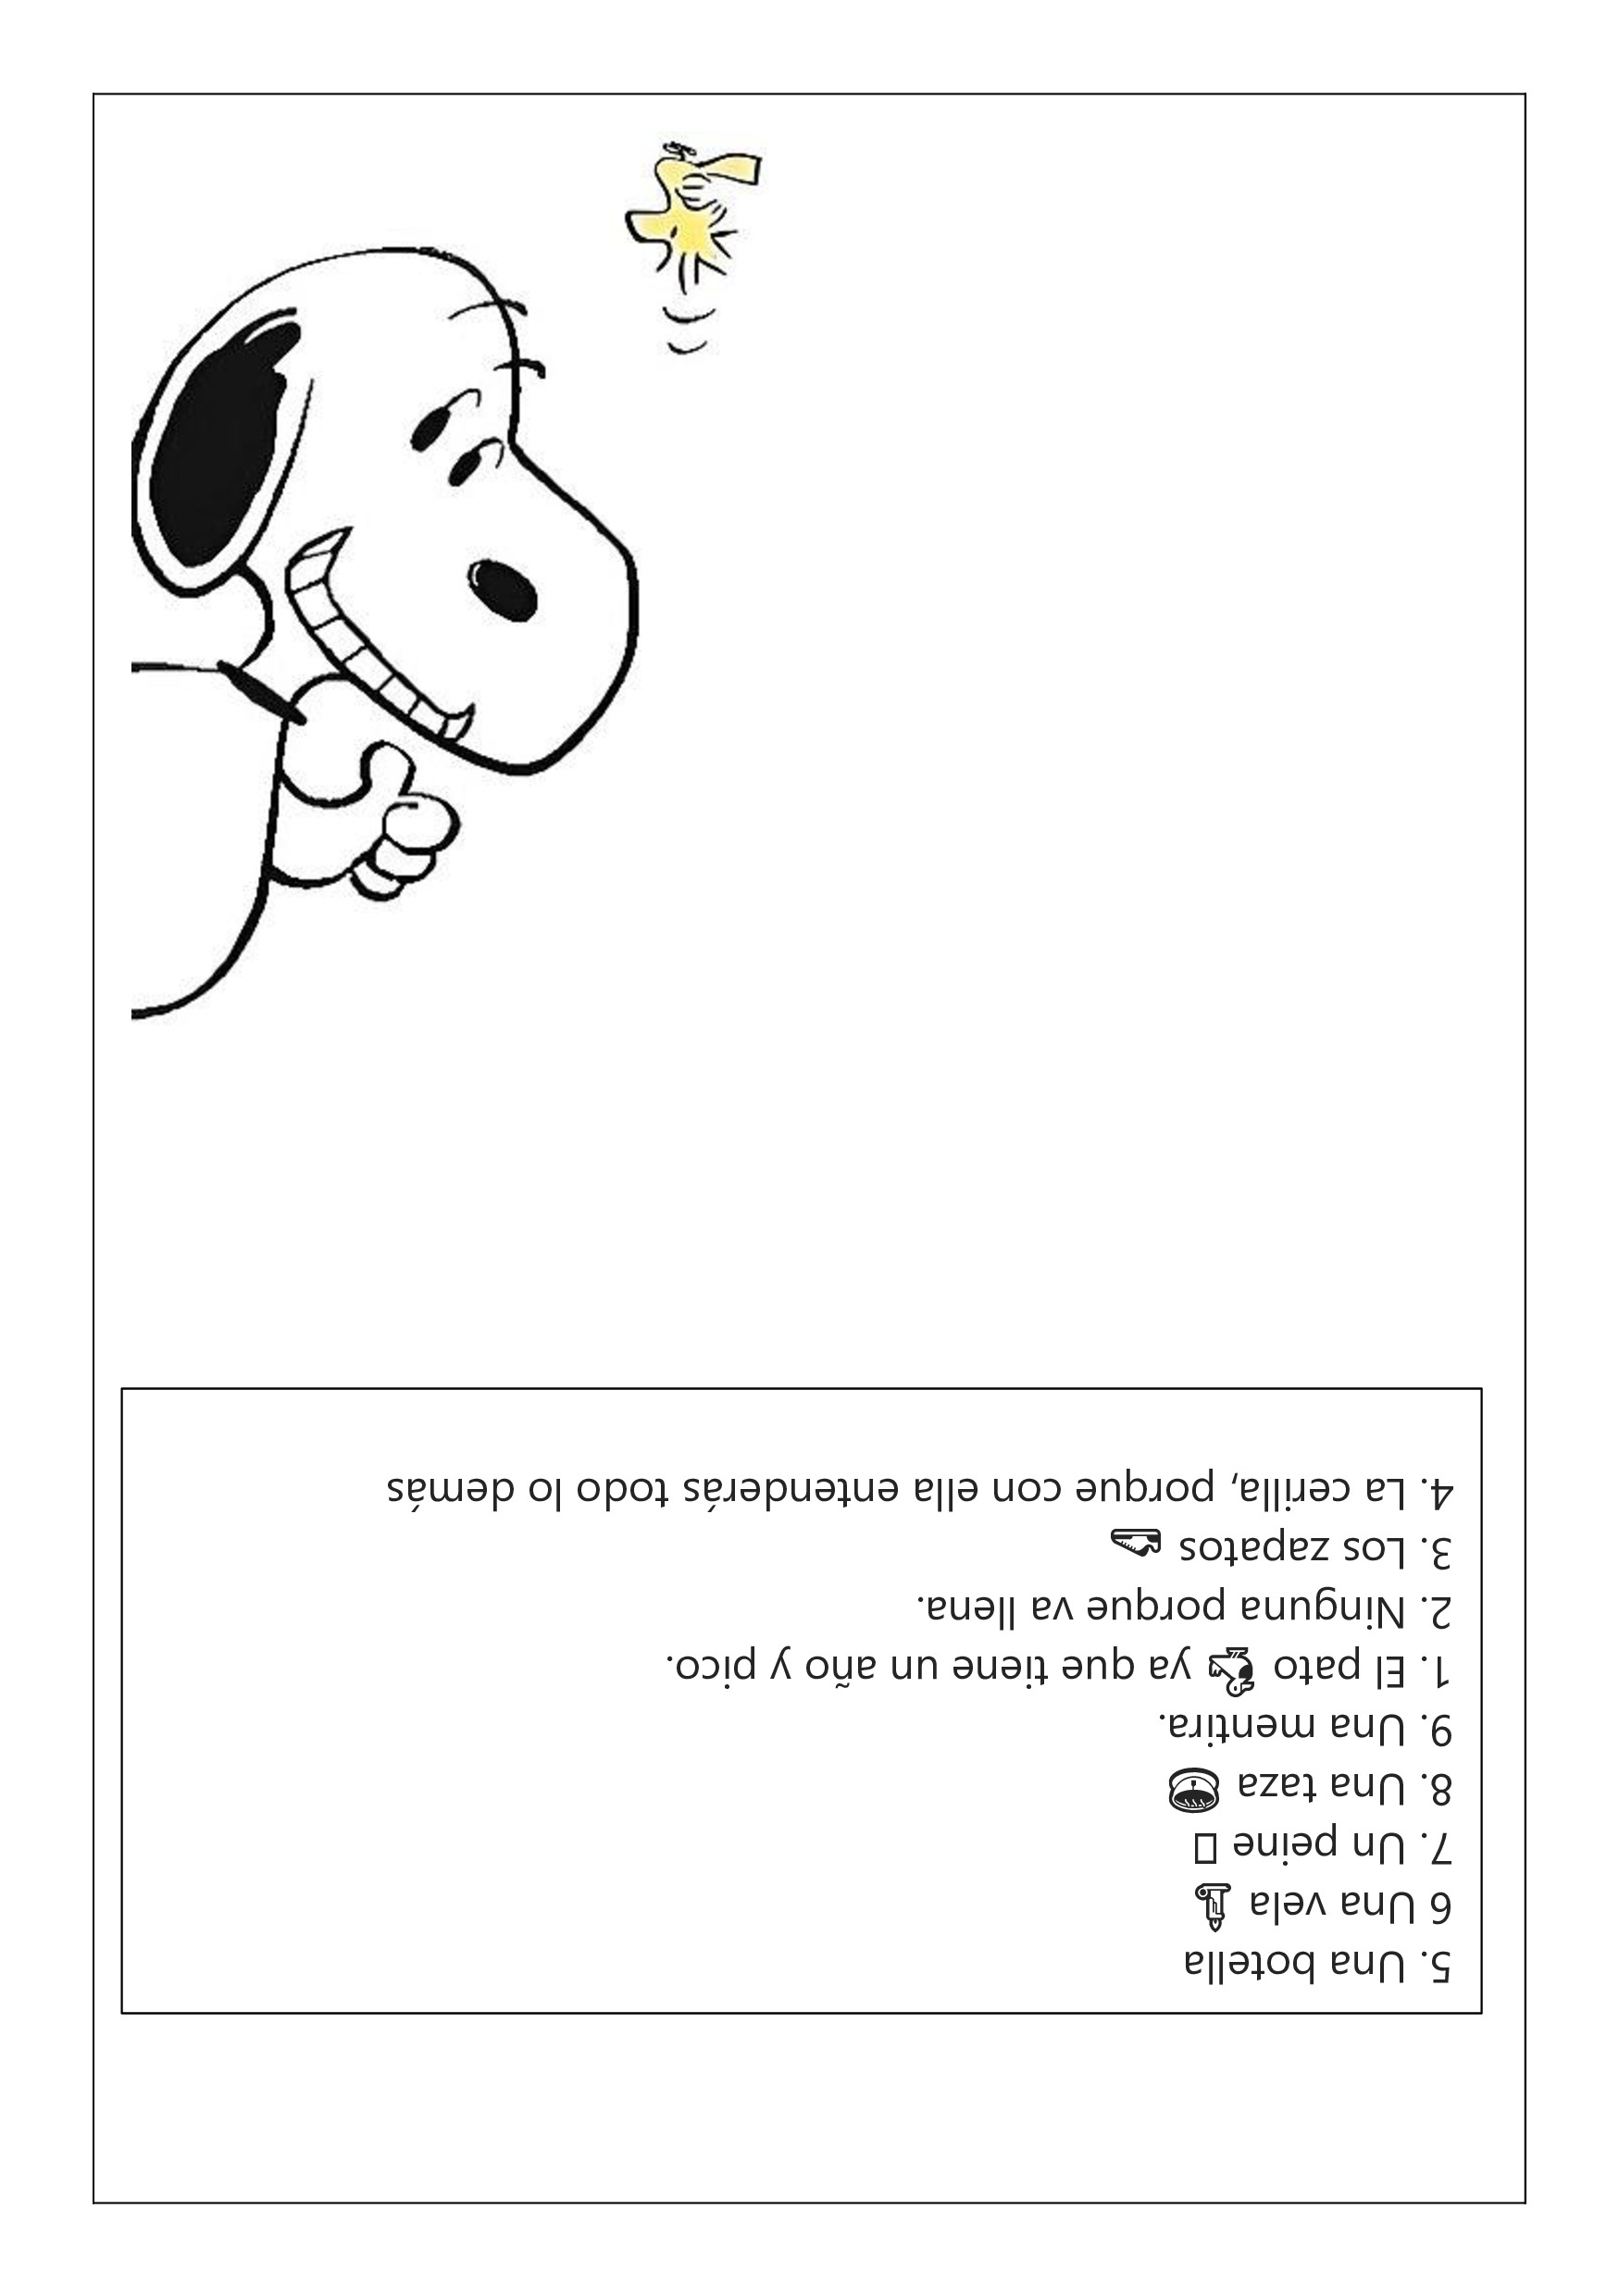 5. Una botella
6 Una vela
7. Un peine
8. Una taza
9. Una mentira.
1. El pato ya que tiene un año y pico.
2. Ninguna porque va llena.
3. Los zapatos
4. La cerilla, porque con ella entenderás todo lo demás